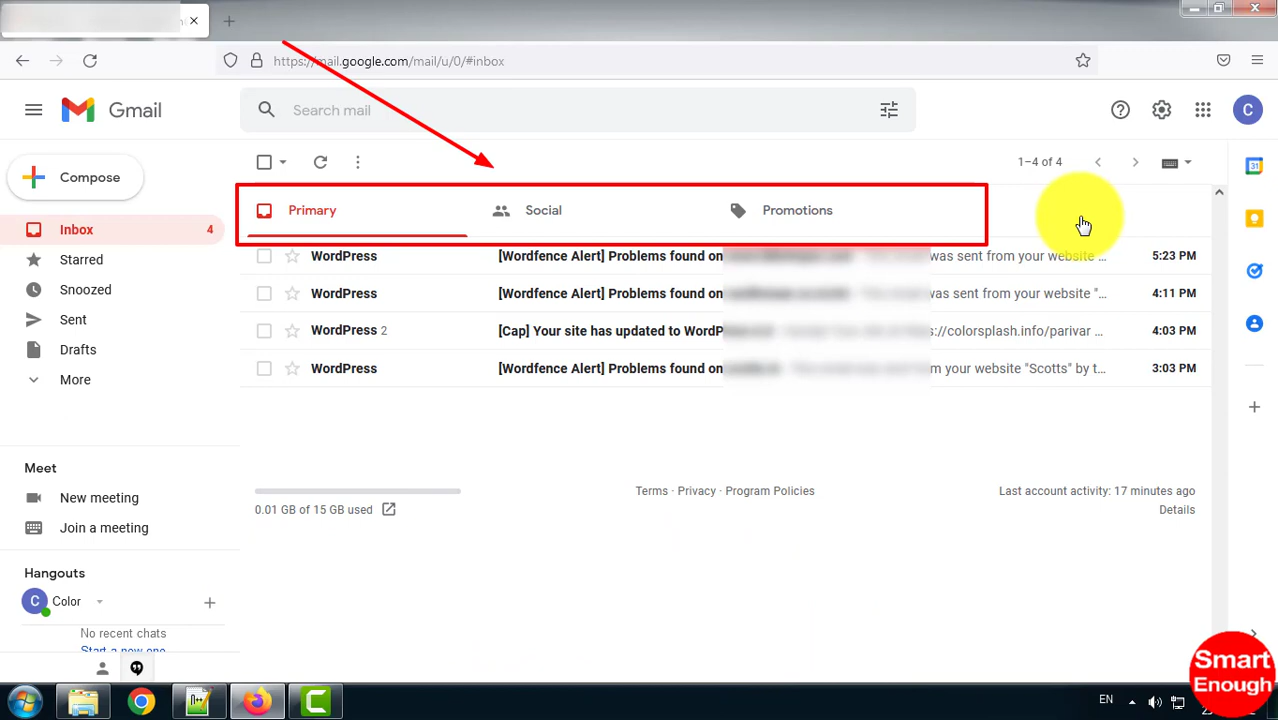 https://mail.google.com/mail/u/0/#inbox
Gmail
Search mail
C
Compose
1–4 of 4
31
Primary
Social
Promotions
Inbox 4
Starred
Snoozed
Sent
Drafts
More
WordPress [Wordfence Alert] Problems found on was sent from your website ... 5:23 PM
WordPress [Wordfence Alert] Problems found on was sent from your website "... 4:11 PM
WordPress 2 [Cap] Your site has updated to WordP s://colorsplash.info/parivar ... 4:03 PM
WordPress [Wordfence Alert] Problems found on m your website "Scotts" by t... 3:03 PM
Meet
New meeting
Join a meeting
Terms · Privacy · Program Policies
Last account activity: 17 minutes ago
0.01 GB of 15 GB used
Details
Hangouts
C Color
No recent chats
Start a new one
EN
Smart
Enough